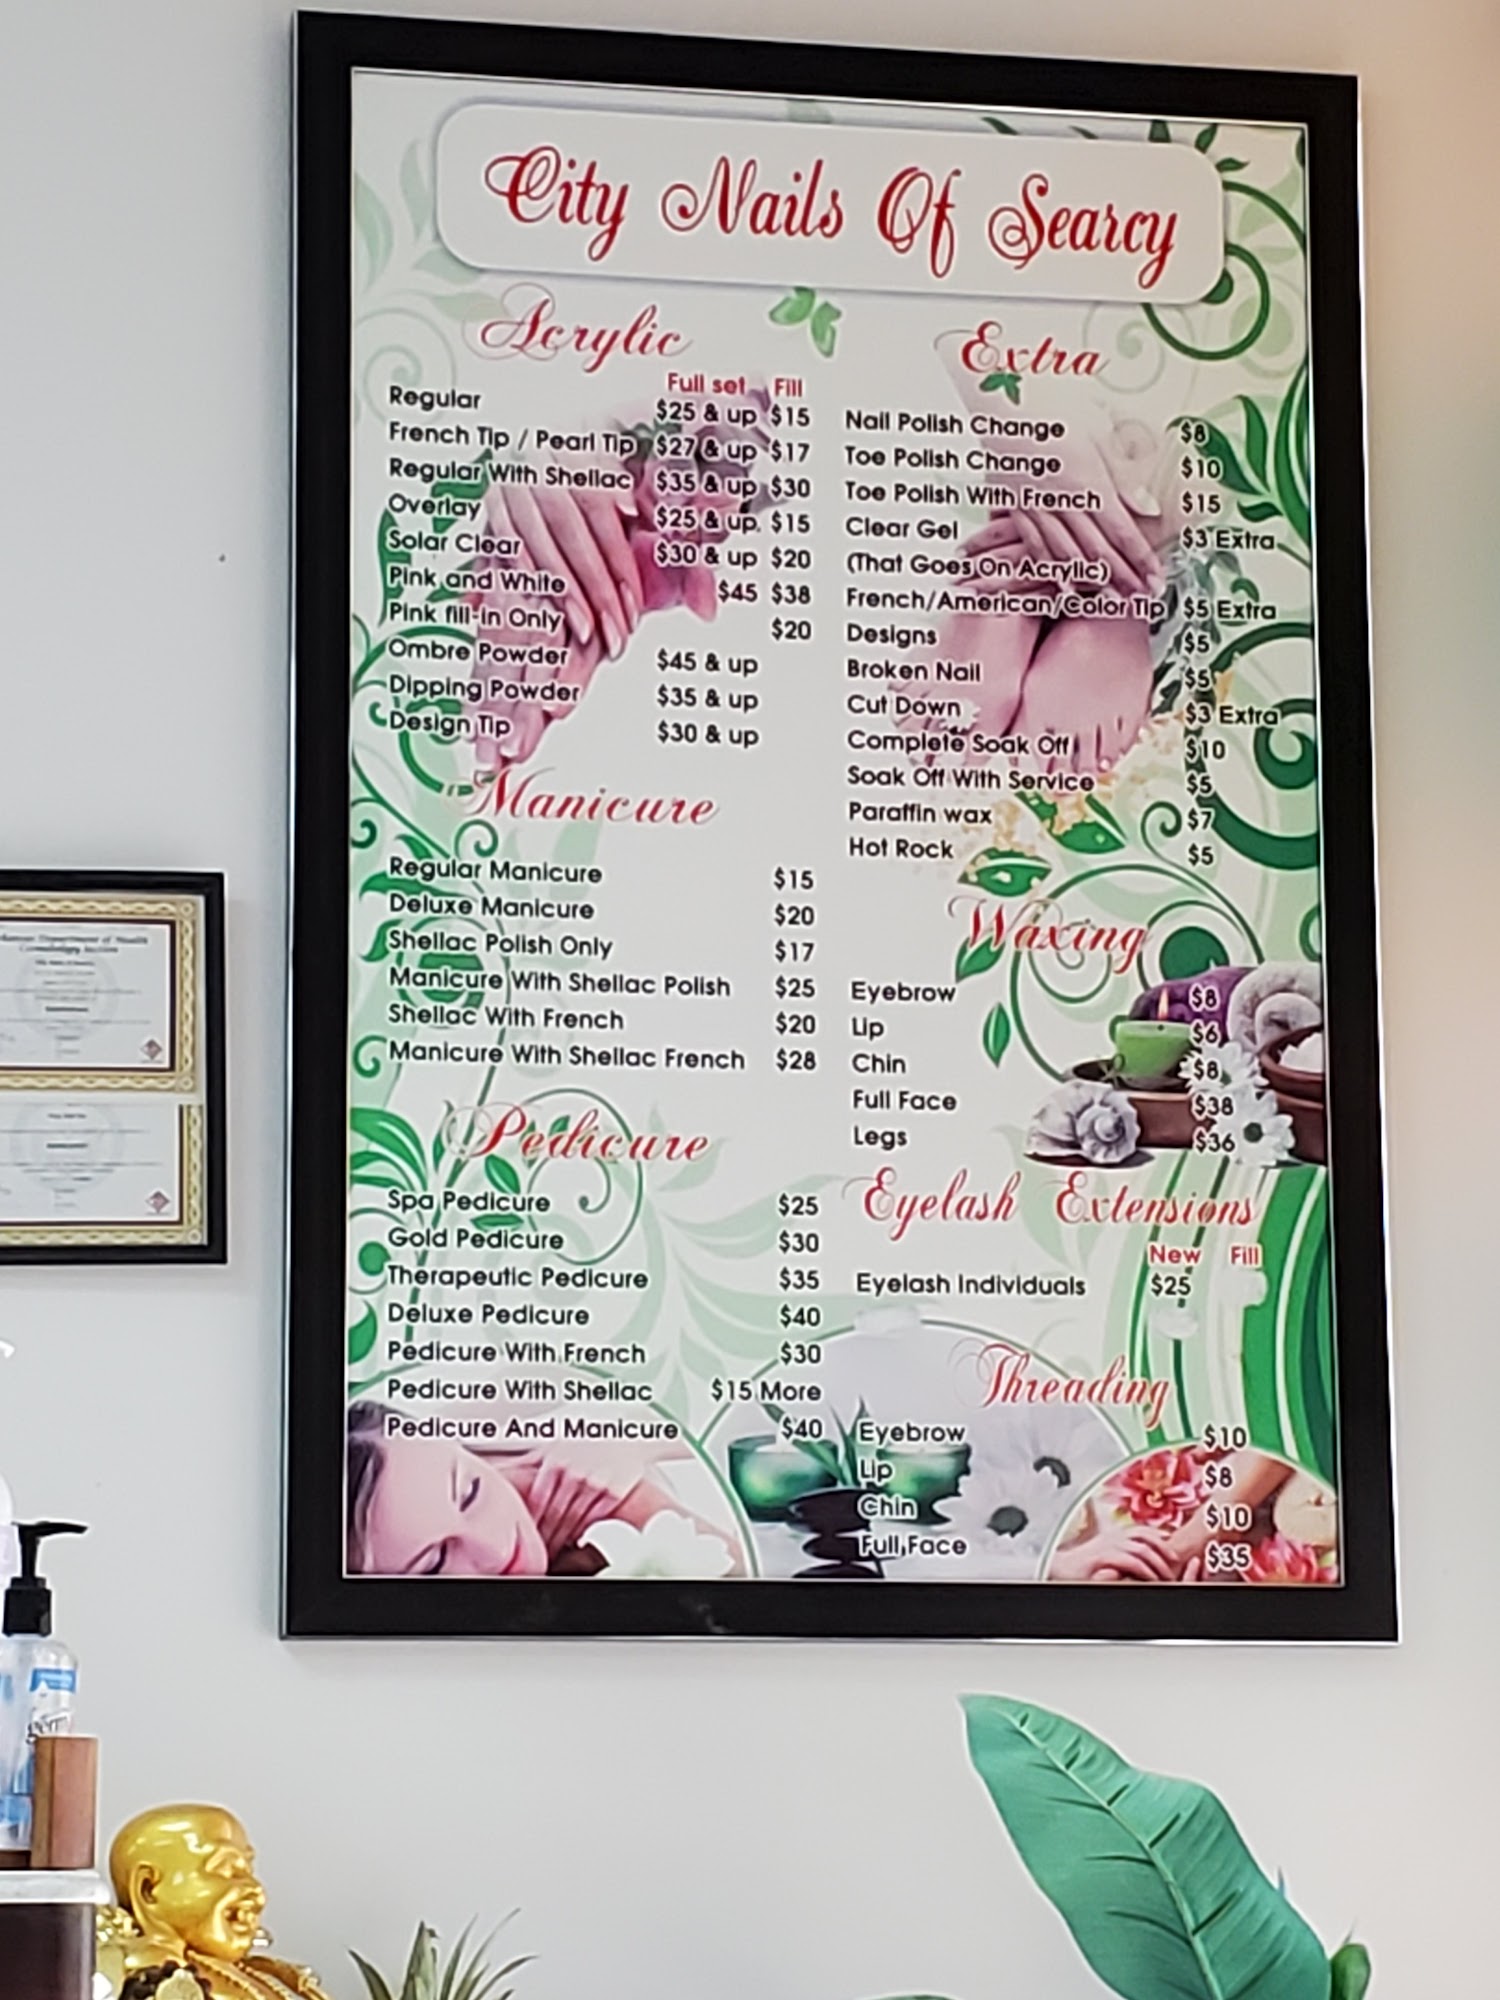 City Nails Of Searcy
Acrylic
Full set Fill
Regular $25 & up $15
French Tip / Pearl Tip $27 & up $17
Regular With Shellac $35 & up $30
Overlay $25 & up $15
Solar Clear $30 & up $20
Pink and White $45 $38
Pink fill-in Only $20
Ombre Powder $45 & up
Dipping Powder $35 & up
Design Tip $30 & up
Manicure
Regular Manicure $15
Deluxe Manicure $20
Shellac Polish Only $17
Manicure With Shellac Polish $25
Shellac With French $20
Manicure With Shellac French $28
Pedicure
Spa Pedicure $25
Gold Pedicure $30
Therapeutic Pedicure $35
Deluxe Pedicure $40
Pedicure With French $30
Pedicure With Shellac $15 More
Pedicure And Manicure $40
Extra
Nail Polish Change $8
Toe Polish Change $10
Toe Polish With French $15
Clear Gel $3 Extra
(That Goes On Acrylic)
French/American/Color Tip $5 Extra
Designs $5
Broken Nail $5
Cut Down $3 Extra
Complete Soak Off $10
Soak Off With Service $5
Paraffin wax $7
Hot Rock $5
Waxing
Eyebrow $8
Lip $6
Chin $8
Full Face $38
Legs $36
Eyelash Extensions
New Fill
Eyelash Individuals $25
Threading
Eyebrow $10
Lip $8
Chin $10
Full Face $35
Department of Health
Cosmetology Section